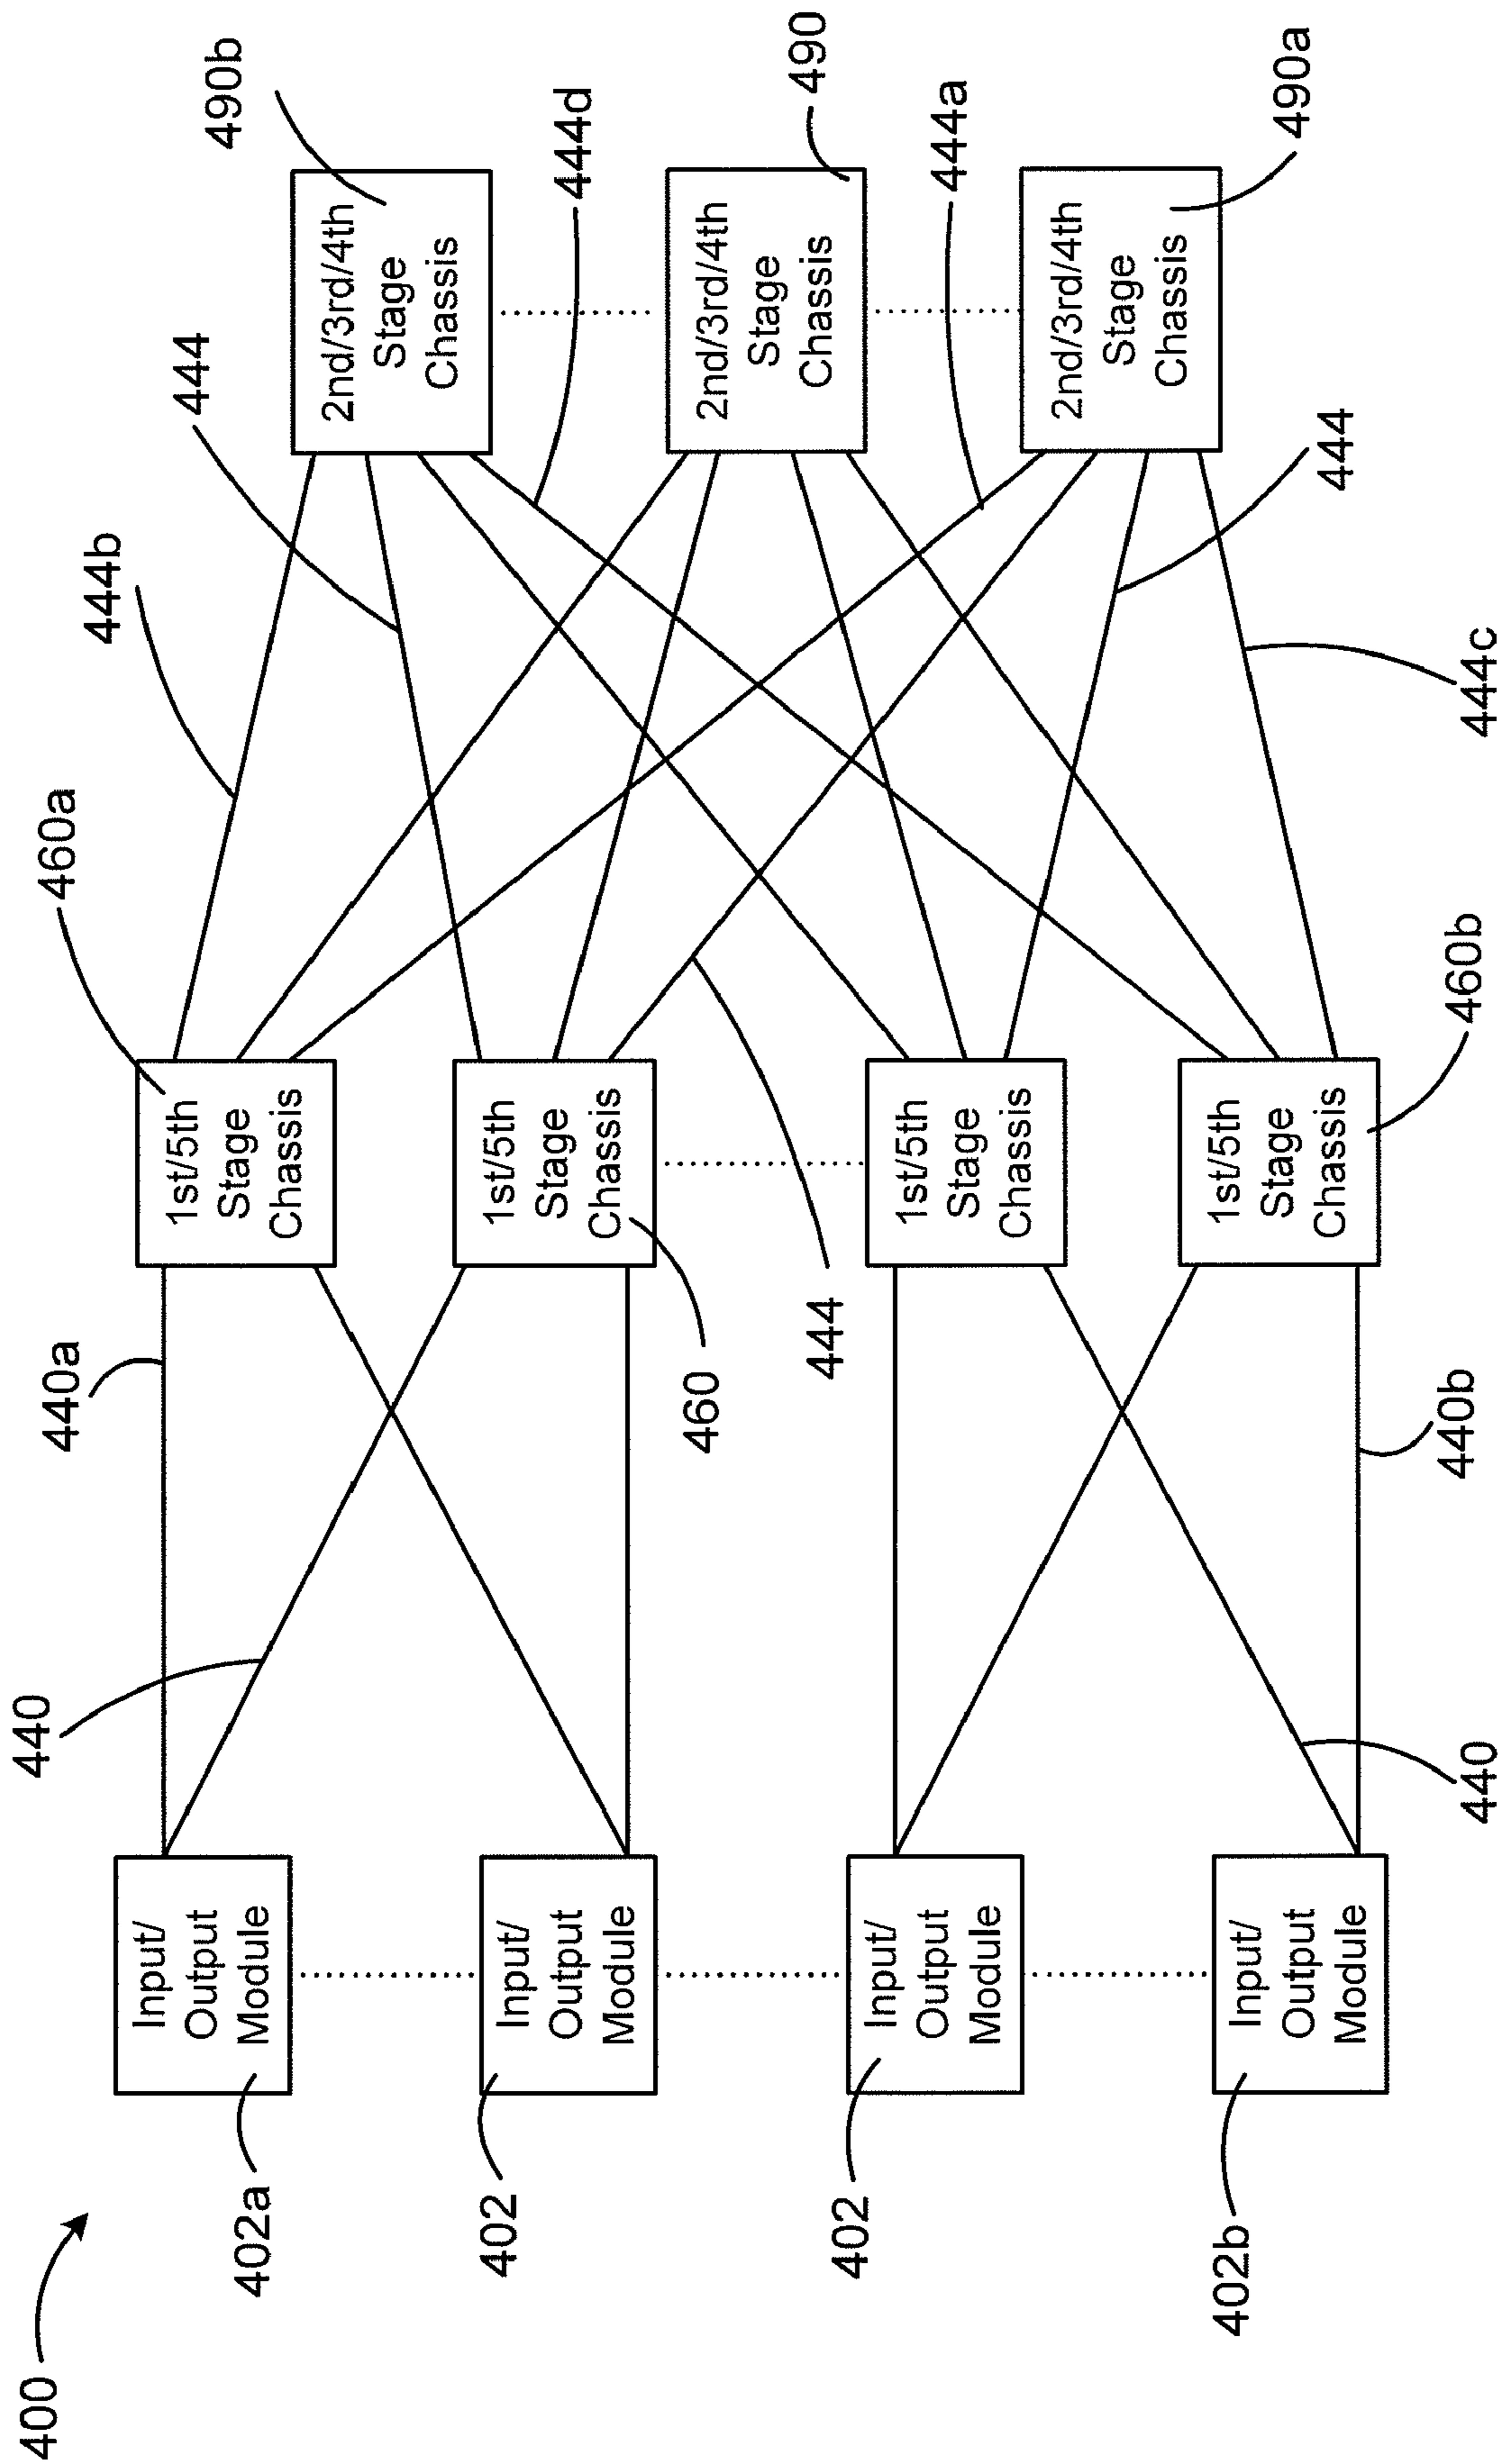 400
402a
Input/
Output
Module
402
Input/
Output
Module
402
Input/
Output
Module
402b
Input/
Output
Module
440
440a
440
440b
460a
1st/5th
Stage
Chassis
460
1st/5th
Stage
Chassis
1st/5th
Stage
Chassis
460b
1st/5th
Stage
Chassis
444b
444
444
444d
444a
444
444c
490b
2nd/3rd/4th
Stage
Chassis
490
2nd/3rd/4th
Stage
Chassis
490a
2nd/3rd/4th
Stage
Chassis